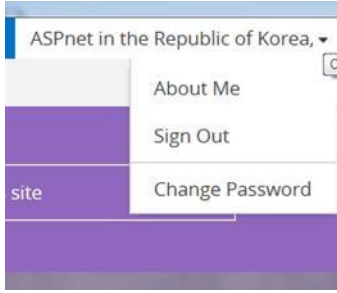 ASPnet in the Republic of Korea,
About Me
Sign Out
site
Change Password